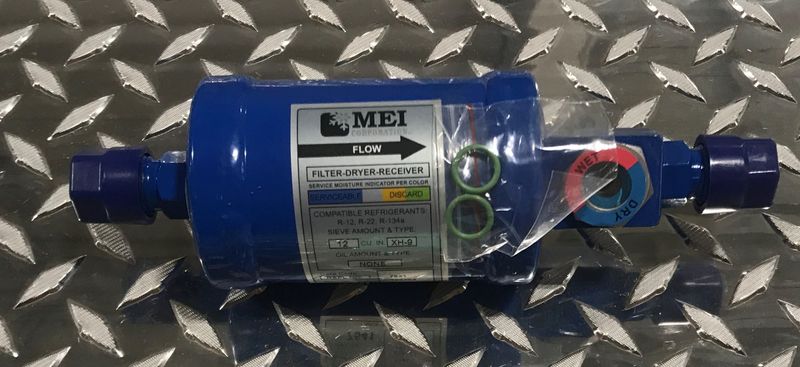 MEI
CORPORATION
FLOW
FILTER-DRYER-RECEIVER
SERVICE MOISTURE INDICATOR PER COLOR
SERVICEABLE DISCARD
COMPATIBLE REFRIGERANTS:
R-12, R-22, R-134a
SIEVE AMOUNT & TYPE
12 CU. IN XH-9
OIL AMOUNT & TYPE
NONE
WET
DRY